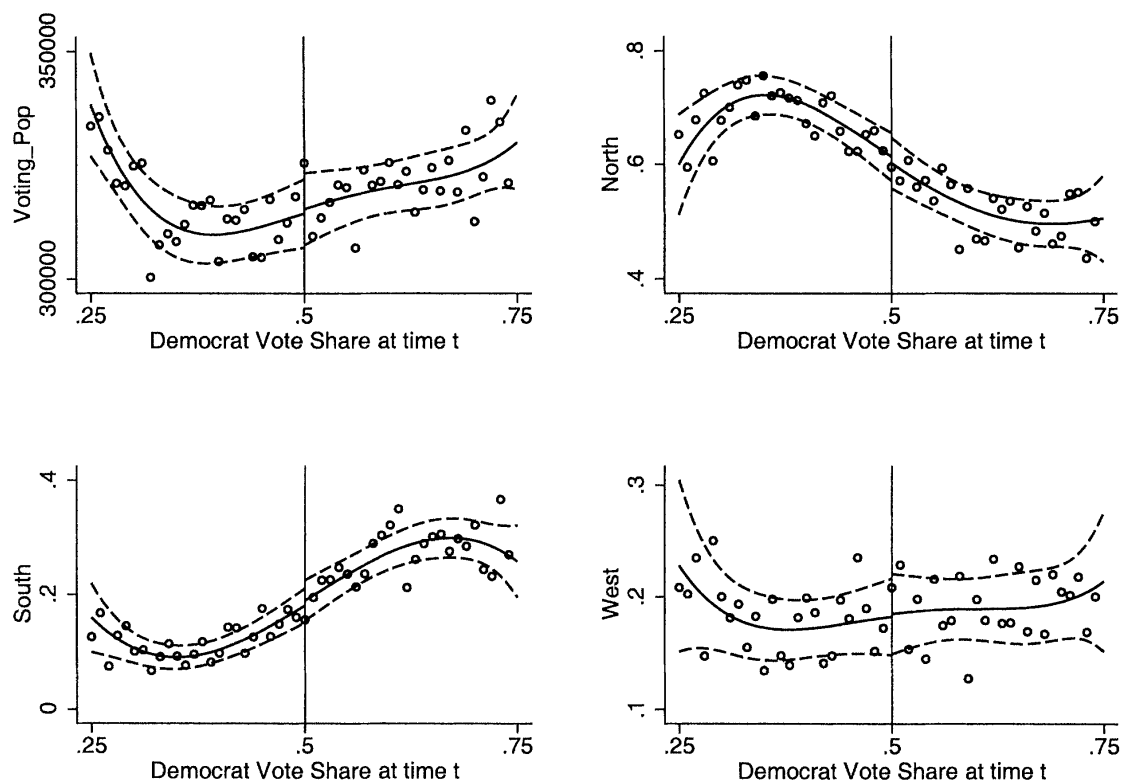 350000
Voting_Pop
300000
.25
.5
.75
Democrat Vote Share at time t
.8
North
.6
.4
.25
.5
.75
Democrat Vote Share at time t
.4
South
.2
0
.25
.5
.75
Democrat Vote Share at time t
.3
West
.2
.1
.25
.5
.75
Democrat Vote Share at time t